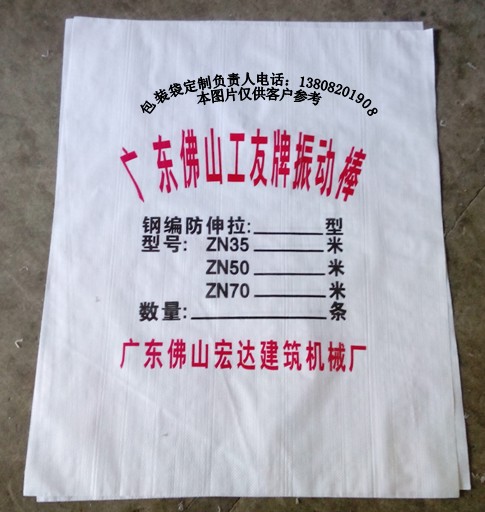 包装袋定制负责人电话：13808201908
本图片仅供客户参考
广东佛山工友牌振动棒
钢编防伸拉:______型
型号: ZN35______米
ZN50______米
ZN70______米
数量:____________条
广东佛山宏达建筑机械厂